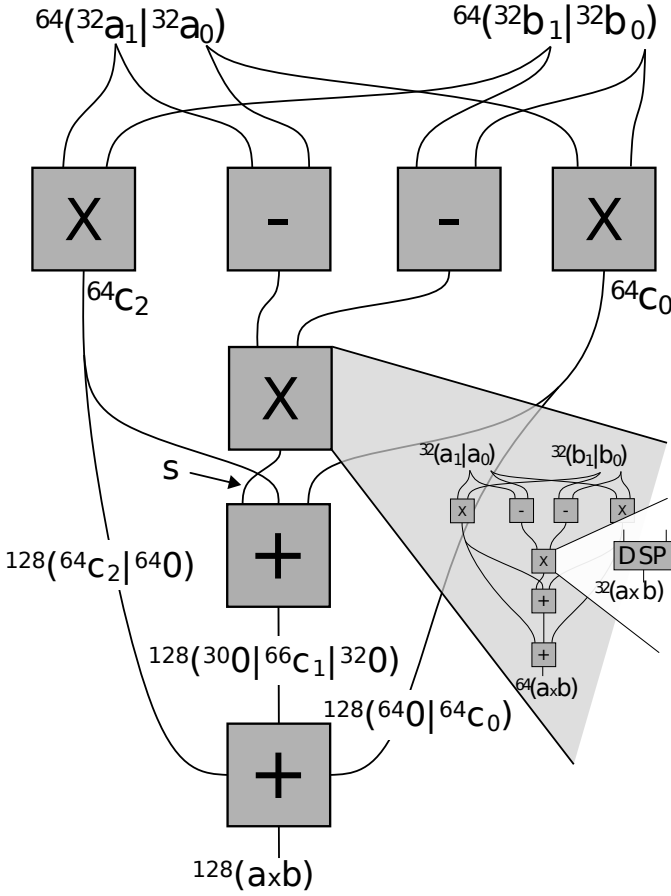 ⁶⁴(³²a₁|³²a₀) ⁶⁴(³²b₁|³²b₀)
X - - X
⁶⁴c₂ ⁶⁴c₀
X
³²(a₁|a₀) ³²(b₁|b₀)
s
X - - X
+
DSP
¹²⁸(⁶⁴c₂|⁶⁴0)
X
³²(axb)
+
¹²⁸(³⁰0|⁶⁶c₁|³²0)
+
⁶⁴(axb)
¹²⁸(⁶⁴0|⁶⁴c₀)
+
¹²⁸(axb)